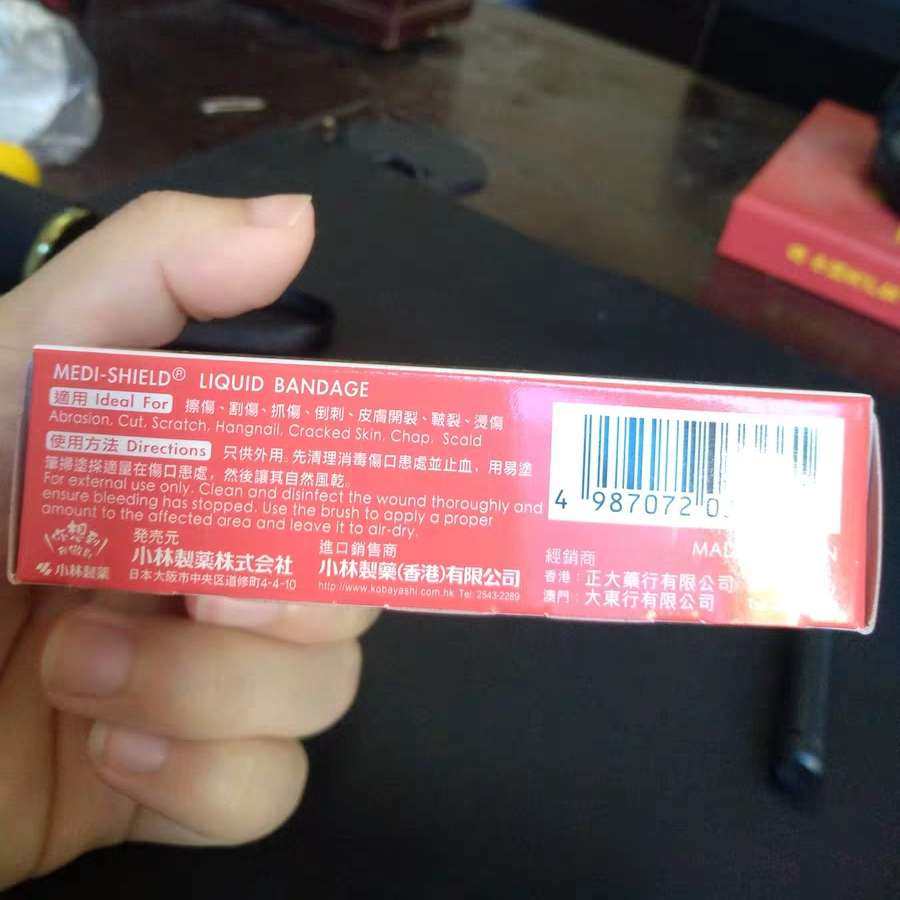 MEDI-SHIELD® LIQUID BANDAGE
適用 Ideal For 擦傷、割傷、抓傷、倒刺、皮膚開裂、皸裂、燙傷
Abrasion, Cut, Scratch, Hangnail, Cracked Skin, Chap, Scald
使用方法 Directions 只供外用。先清理消毒傷口患處並止血，用易塗
筆掃塗搽適量在傷口患處，然後讓其自然風乾。
For external use only. Clean and disinfect the wound thoroughly and
ensure bleeding has stopped. Use the brush to apply a proper
amount to the affected area and leave it to air-dry.
小林製薬
発売元
小林製薬株式会社
日本大阪市中央区道修町4-4-10
進口銷售商
小林製藥(香港)有限公司
http://www.kobayashi.com.hk Tel: 2543-2289
4 987072 0
經銷商
香港：正大藥行有限公司
澳門：大東行有限公司